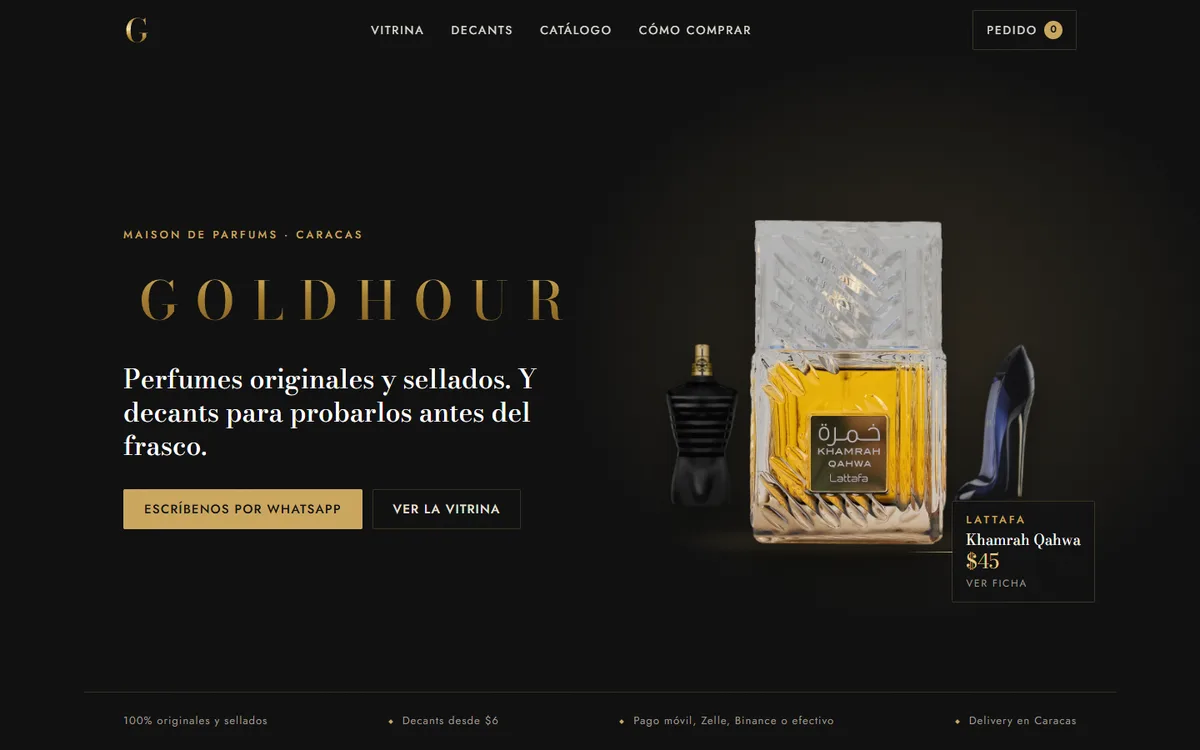 G
VITRINA
DECANTS
CATÁLOGO
CÓMO COMPRAR
PEDIDO 0
MAISON DE PARFUMS · CARACAS
GOLDHOUR
Perfumes originales y sellados. Y
decants para probarlos antes del
frasco.
ESCRÍBENOS POR WHATSAPP
VER LA VITRINA
خمرة
KHAMRAH
QAHWA
Lattafa
LATTAFA
Khamrah Qahwa
$45
VER FICHA
100% originales y sellados
Decants desde $6
Pago móvil, Zelle, Binance o efectivo
Delivery en Caracas